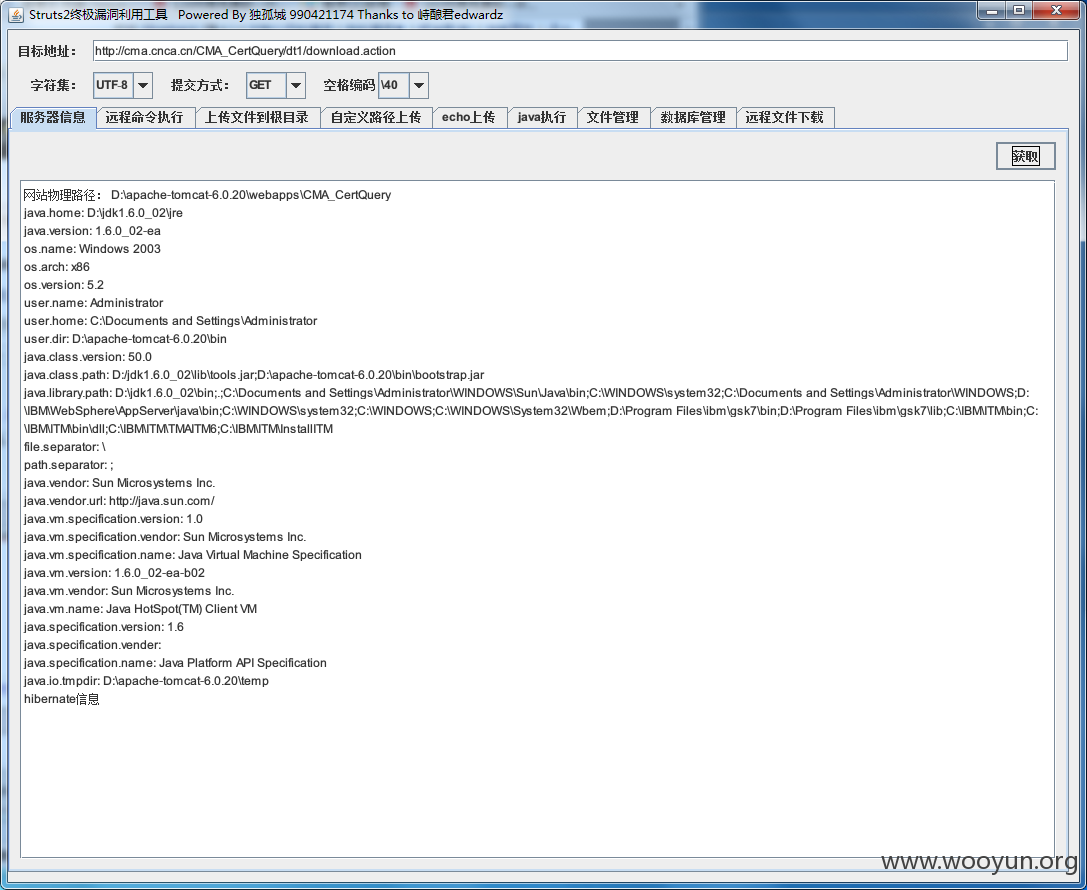 Struts2终极漏洞利用工具 Powered By 独孤城 990421174 Thanks to 峙酿君edwardz
目标地址： http://cma.cnca.cn/CMA_CertQuery/dt1/download.action
字符集： UTF-8 提交方式： GET 空格编码 \40
服务器信息 远程命令执行 上传文件到根目录 自定义路径上传 echo上传 java执行 文件管理 数据库管理 远程文件下载
获取
网站物理路径： D:\apache-tomcat-6.0.20\webapps\CMA_CertQuery
java.home: D:\jdk1.6.0_02\jre
java.version: 1.6.0_02-ea
os.name: Windows 2003
os.arch: x86
os.version: 5.2
user.name: Administrator
user.home: C:\Documents and Settings\Administrator
user.dir: D:\apache-tomcat-6.0.20\bin
java.class.version: 50.0
java.class.path: D:/jdk1.6.0_02\lib\tools.jar;D:\apache-tomcat-6.0.20\bin\bootstrap.jar
java.library.path: D:\jdk1.6.0_02\bin;.;C:\Documents and Settings\Administrator\WINDOWS\Sun\Java\bin;C:\WINDOWS\system32;C:\Documents and Settings\Administrator\WINDOWS;D:
\IBM\WebSphere\AppServer\java\bin;C:\WINDOWS\system32;C:\WINDOWS;C:\WINDOWS\System32\Wbem;D:\Program Files\ibm\gsk7\bin;D:\Program Files\ibm\gsk7\lib;C:\IBM\ITM\bin;C:
\IBM\ITM\bin\dll;C:\IBM\ITM\TMAITM6;C:\IBM\ITM\InstallITM
file.separator: \
path.separator: ;
java.vendor: Sun Microsystems Inc.
java.vendor.url: http://java.sun.com/
java.vm.specification.version: 1.0
java.vm.specification.vendor: Sun Microsystems Inc.
java.vm.specification.name: Java Virtual Machine Specification
java.vm.version: 1.6.0_02-ea-b02
java.vm.vendor: Sun Microsystems Inc.
java.vm.name: Java HotSpot(TM) Client VM
java.specification.version: 1.6
java.specification.vender:
java.specification.name: Java Platform API Specification
java.io.tmpdir: D:\apache-tomcat-6.0.20\temp
hibernate信息
www.wooyun.org